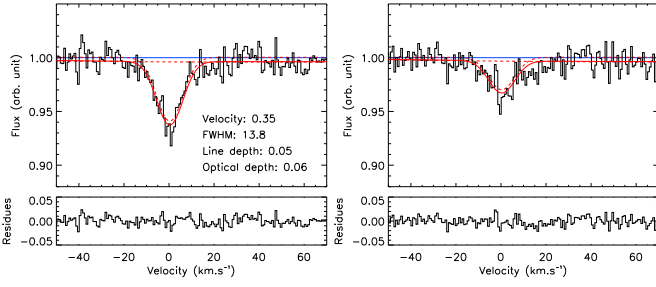 1.00
0.95
0.90
Flux (arb. unit)
Velocity: 0.35
FWHM: 13.8
Line depth: 0.05
Optical depth: 0.06
0.05
0.00
−0.05
Residues
−40 −20 0 20 40 60
Velocity (km.s⁻¹)
1.00
0.95
0.90
Flux (arb. unit)
0.05
0.00
−0.05
Residues
−40 −20 0 20 40 60
Velocity (km.s⁻¹)